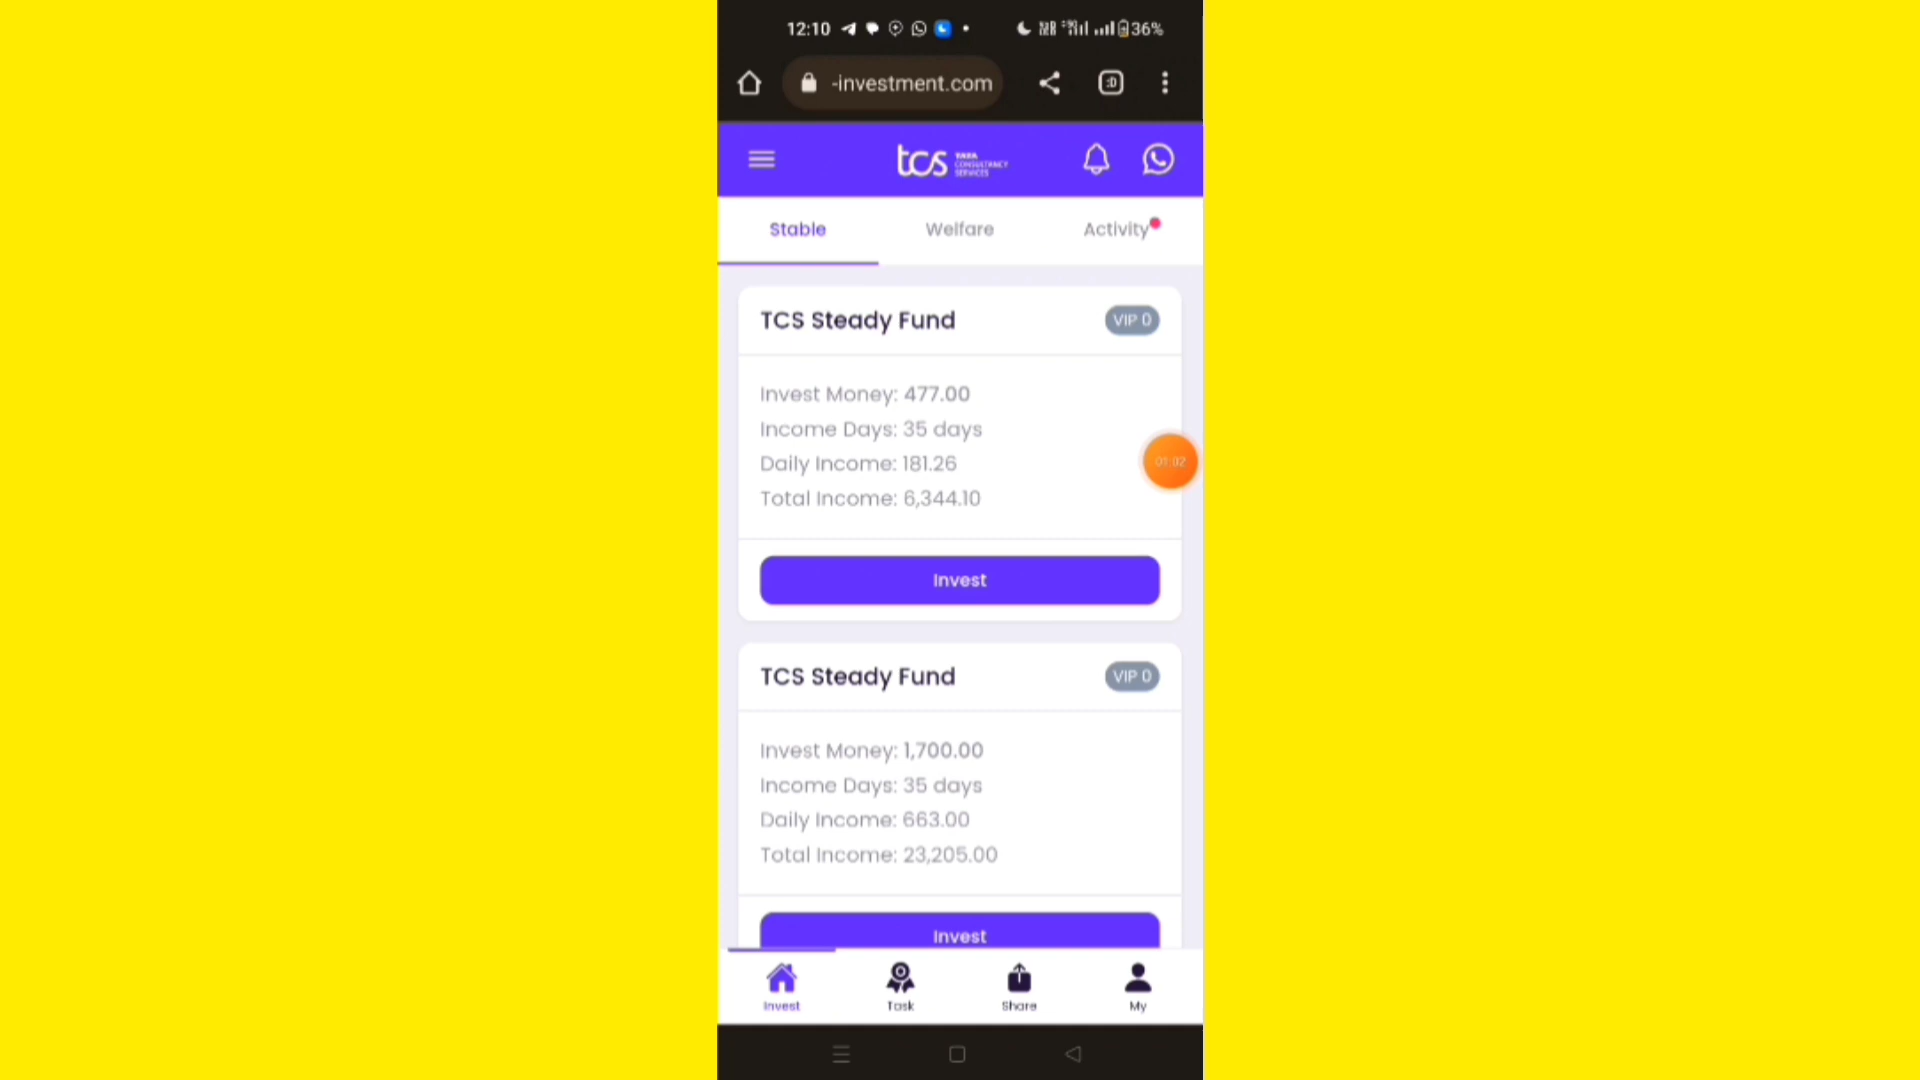 12:10 36%
-investment.com
:D
tcs TATA
CONSULTANCY
SERVICES
Stable Welfare Activity
TCS Steady Fund VIP 0
Invest Money: 477.00
Income Days: 35 days
01:02
Daily Income: 181.26
Total Income: 6,344.10
Invest
TCS Steady Fund VIP 0
Invest Money: 1,700.00
Income Days: 35 days
Daily Income: 663.00
Total Income: 23,205.00
Invest
Invest Task Share My